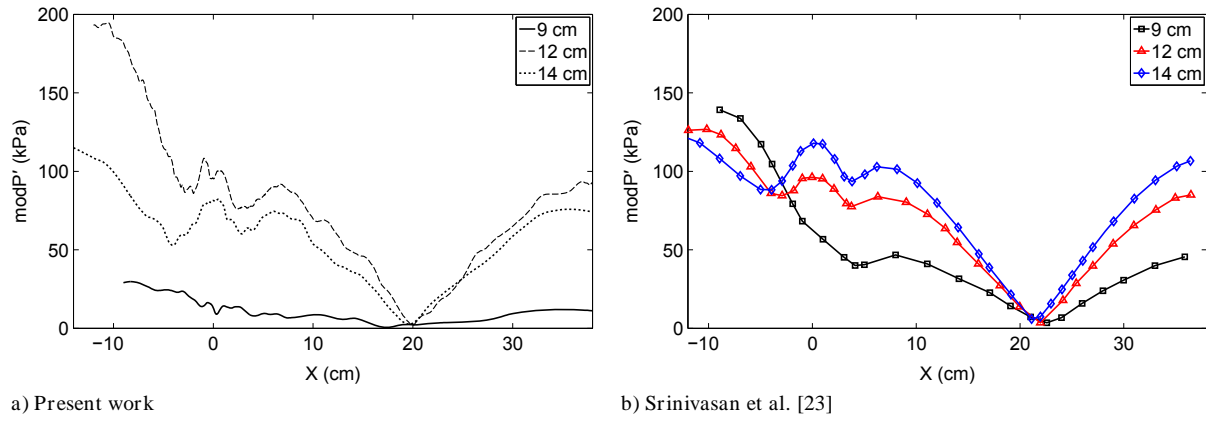 200
150
100
50
0
modP′ (kPa)
−10 0 10 20 30
X (cm)
9 cm
12 cm
14 cm
a) Present work
200
150
100
50
0
modP′ (kPa)
−10 0 10 20 30
X (cm)
9 cm
12 cm
14 cm
b) Srinivasan et al. [23]